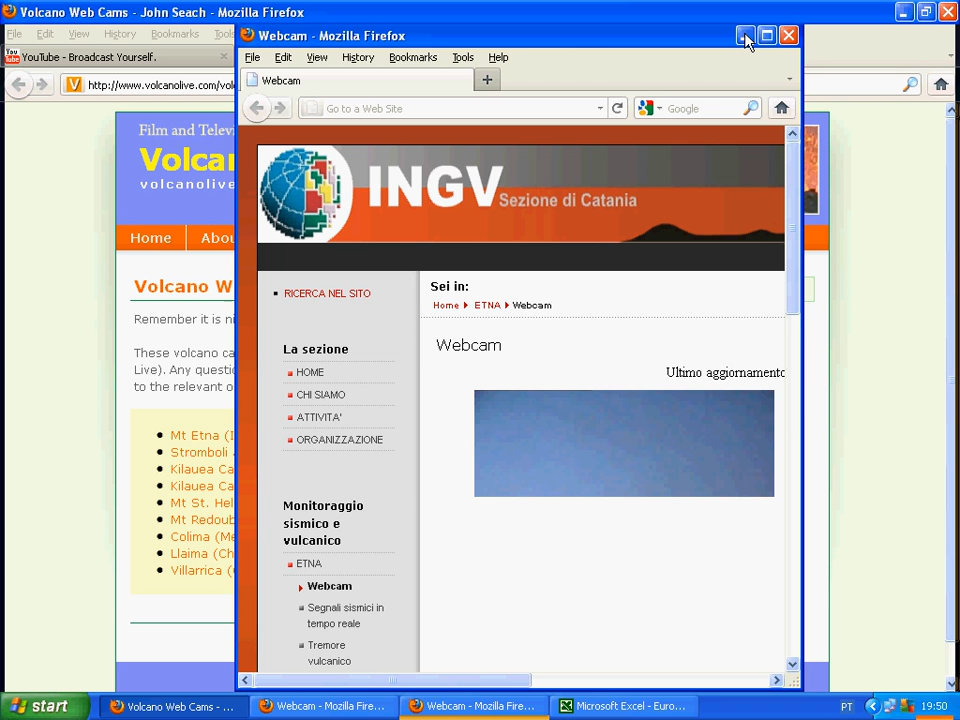 Volcano Web Cams - John Seach - Mozilla Firefox
File Edit View History Bookmarks
YouTube - Broadcast Yourself.
http://www.volcanolive.com/vol
Film and Telev
Volca
volcanolive
Home
Abou
Volcano W
Remember it is ni
These volcano ca
Live). Any questio
to the relevant o
Mt Etna (I
Stromboli
Kilauea Ca
Kilauea Ca
Mt St. Hel
Mt Redoub
Colima (Me
Llaima (Ch
Villarrica (
Webcam - Mozilla Firefox
File Edit View History Bookmarks Tools Help
Webcam
Go to a Web Site
Google
INGV Sezione di Catania
RICERCA NEL SITO
La sezione
HOME
CHI SIAMO
ATTIVITA'
ORGANIZZAZIONE
Monitoraggio
sismico e
vulcanico
ETNA
Webcam
Segnali sismici in
tempo reale
Tremore
vulcanico
Sei in:
Home ETNA Webcam
Webcam
Ultimo aggiornamento
start
Volcano Web Cams - ...
Webcam - Mozilla Fire...
Webcam - Mozilla Fire...
Microsoft Excel - Euro...
PT
19:50